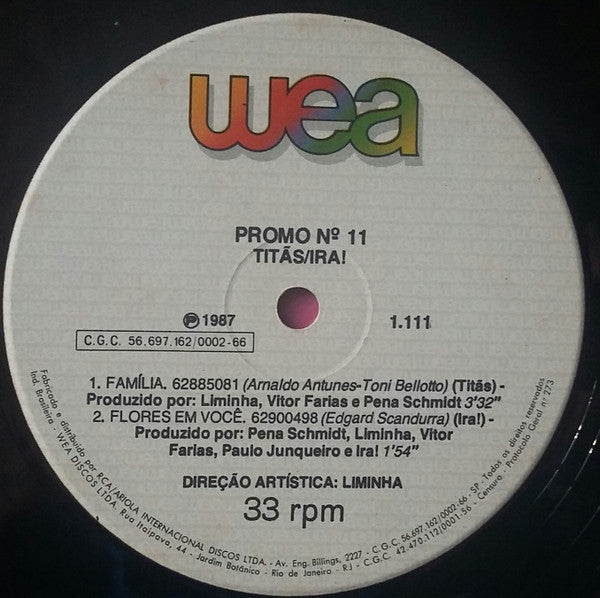 wea
PROMO Nº 11
TITÃS/IRA!
Ⓟ1987
1.111
C.G.C. 56.697.162/0002-66
1. FAMÍLIA. 62885081 (Arnaldo Antunes-Toni Bellotto) (Titãs) -
Produzido por: Liminha, Vitor Farias e Pena Schmidt 3'32"
2. FLORES EM VOCÊ. 62900498 (Edgard Scandurra) (Ira!) -
Produzido por: Pena Schmidt, Liminha, Vitor
Farias, Paulo Junqueiro e Ira! 1'54"
DIREÇÃO ARTÍSTICA: LIMINHA
33 rpm
Fabricado e distribuído por RCA/ARIOLA INTERNACIONAL DISCOS LTDA. - Av. Eng. Billings, 2227 - C.G.C. 56.697.162/0002-66 - SP - Todos os direitos reservados
Ind. Brasileira - WEA DISCOS LTDA. Rua Itaipava, 44 - Jardim Botânico - Rio de Janeiro - RJ - C.G.C. 42.470.112/0001-56 - Censura - Protocolo Geral nº 273